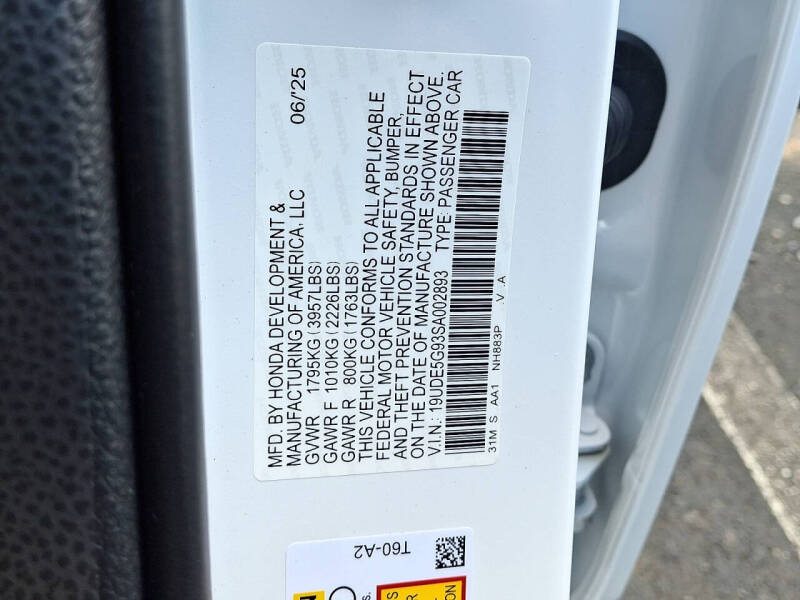 MFD. BY HONDA DEVELOPMENT &
MANUFACTURING OF AMERICA, LLC 06/'25
GVWR 1795KG (3957LBS)
GAWR F 1010KG (2226LBS)
GAWR R 800KG (1763LBS)
THIS VEHICLE CONFORMS TO ALL APPLICABLE
FEDERAL MOTOR VEHICLE SAFETY, BUMPER,
AND THEFT PREVENTION STANDARDS IN EFFECT
ON THE DATE OF MANUFACTURE SHOWN ABOVE.
V.I.N.: 19UDE5G93SA002893 TYPE: PASSENGER CAR
31M S AA1 NH883P V .A
T60-A2